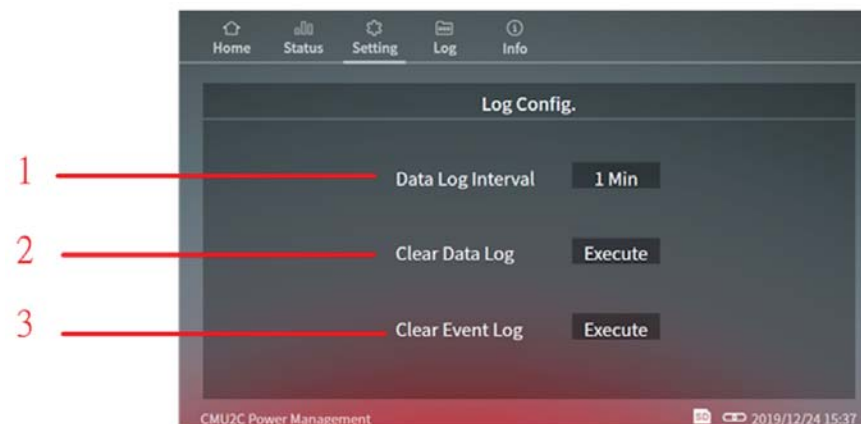 Home Status Setting Log Info
Log Config.
1 Data Log Interval 1 Min
2 Clear Data Log Execute
3 Clear Event Log Execute
CMU2C Power Management SD 2019/12/24 15:37